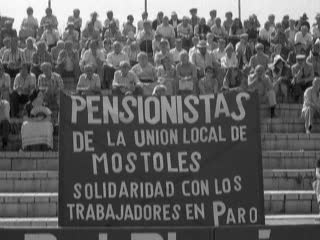 PENSIONISTAS
DE LA UNION LOCAL DE
MOSTOLES
SOLIDARIDAD CON LOS
TRABAJADORES EN PARO